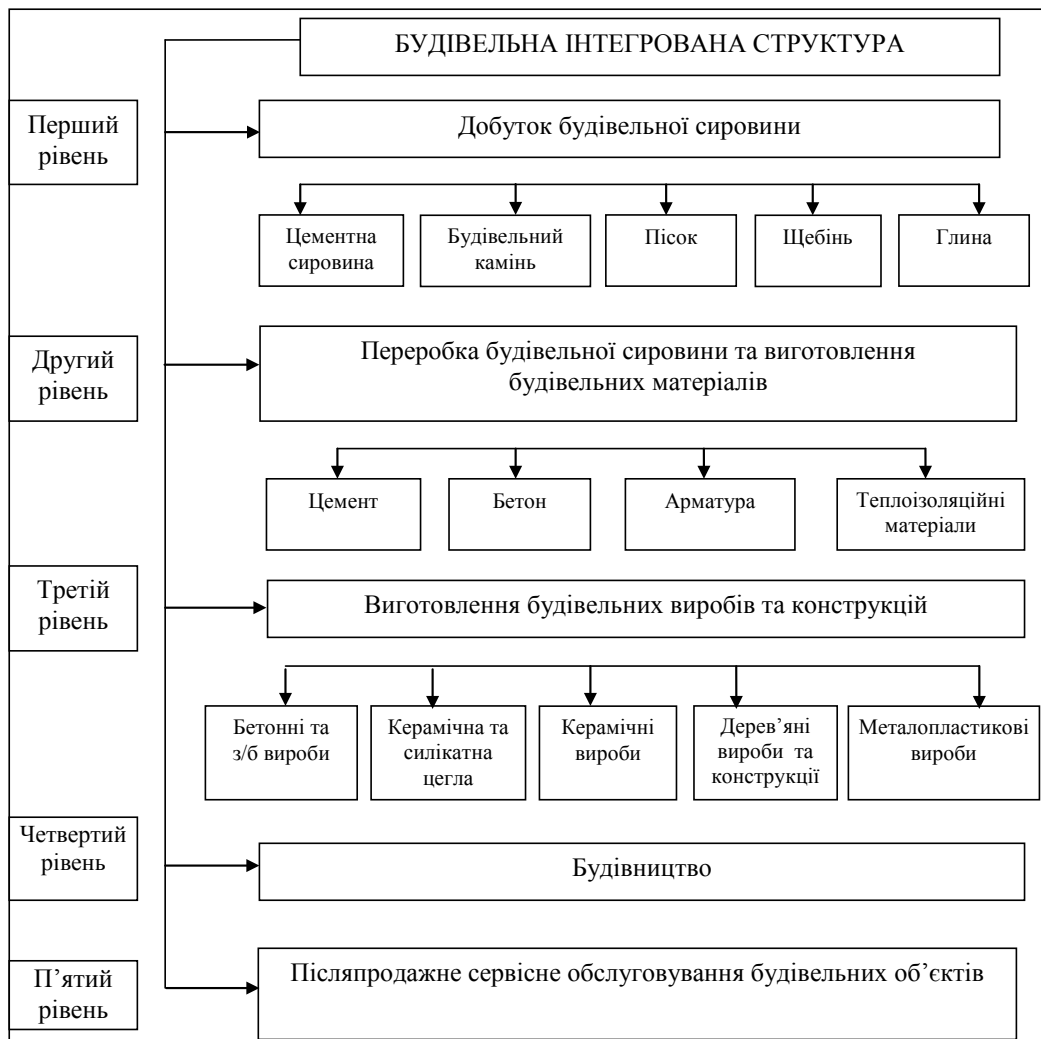 БУДІВЕЛЬНА ІНТЕГРОВАНА СТРУКТУРА
Перший
рівень
Добуток будівельної сировини
Цементна
сировина
Будівельний
камінь
Пісок
Щебінь
Глина
Другий
рівень
Переробка будівельної сировини та виготовлення
будівельних матеріалів
Цемент
Бетон
Арматура
Теплоізоляційні
матеріали
Третій
рівень
Виготовлення будівельних виробів та конструкцій
Бетонні та
з/б вироби
Керамічна та
силікатна
цегла
Керамічні
вироби
Дерев’яні
вироби та
конструкції
Металопластикові
вироби
Четвертий
рівень
Будівництво
П’ятий
рівень
Післяпродажне сервісне обслуговування будівельних об’єктів